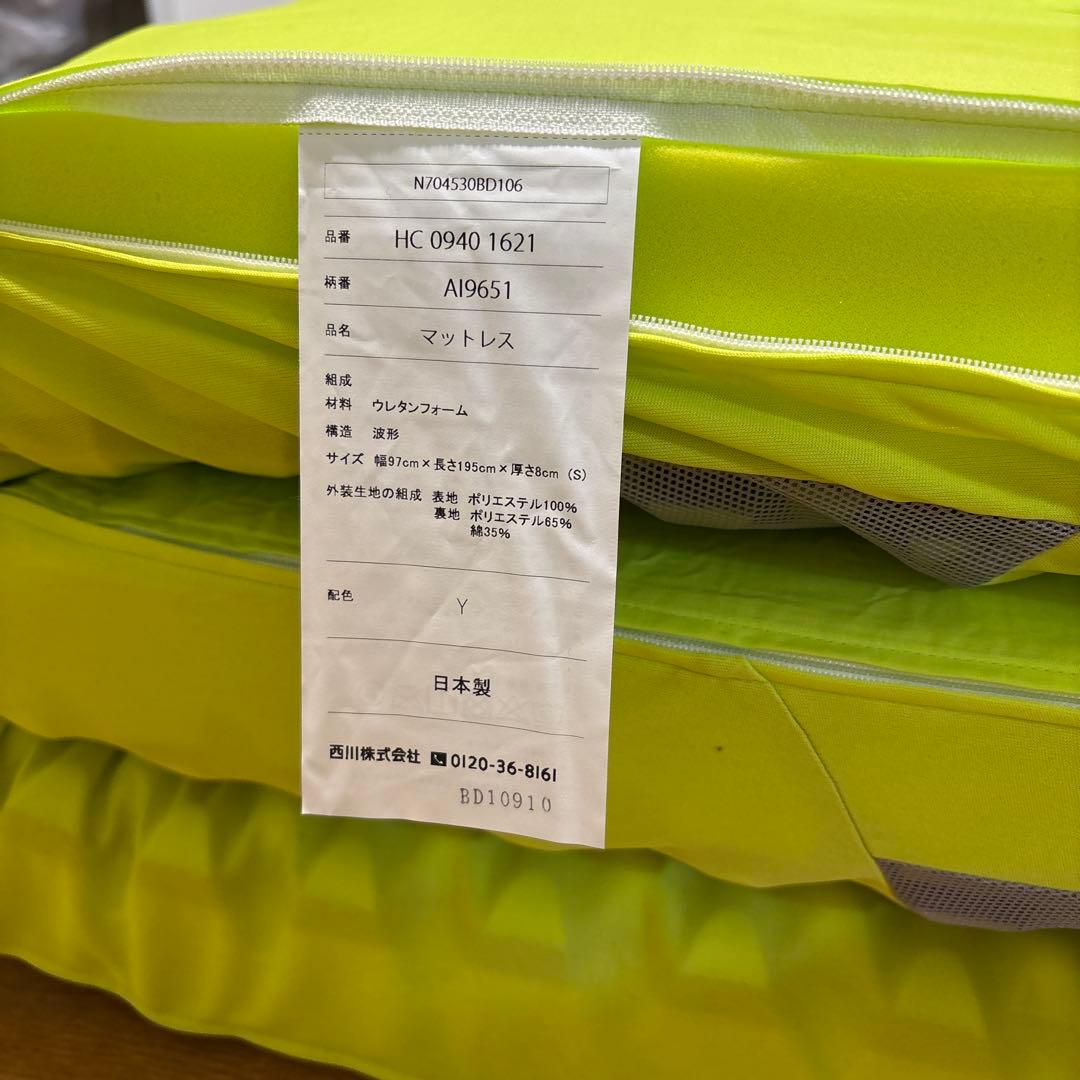 N704530BD106
品番 HC 0940 1621
柄番 AI9651
品名 マットレス
組成
材料 ウレタンフォーム
構造 波形
サイズ 幅97cm×長さ195cm×厚さ8cm (S)
外装生地の組成 表地 ポリエステル100%
裏地 ポリエステル65%
綿35%
配色 Y
日本製
西川株式会社 0120-36-8161
BD10910